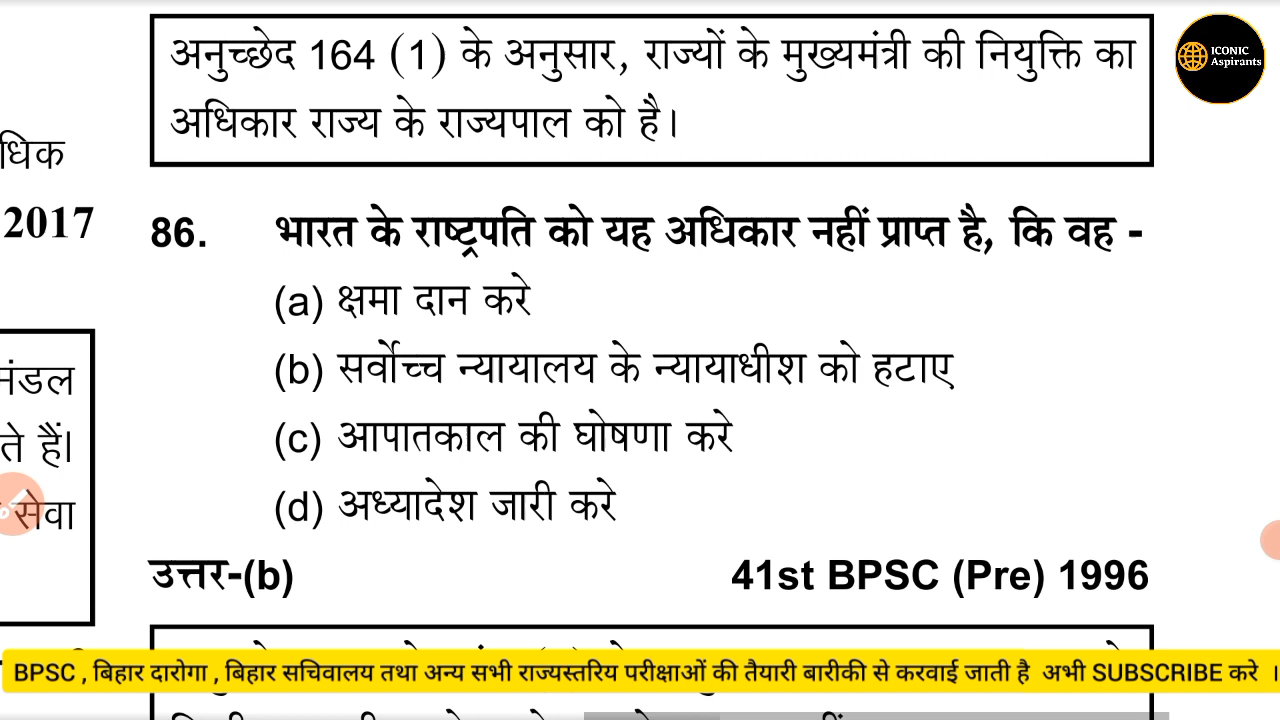 अनुच्छेद 164 (1) के अनुसार, राज्यों के मुख्यमंत्री की नियुक्ति का
अधिकार राज्य के राज्यपाल को है।
ICONIC
Aspirants
धिक
2017
86. भारत के राष्ट्रपति को यह अधिकार नहीं प्राप्त है, कि वह -
(a) क्षमा दान करे
(b) सर्वोच्च न्यायालय के न्यायाधीश को हटाए
(c) आपातकाल की घोषणा करे
(d) अध्यादेश जारी करे
उत्तर-(b) 41st BPSC (Pre) 1996
मंडल
ते हैं।
सेवा
BPSC , बिहार दारोगा , बिहार सचिवालय तथा अन्य सभी राज्यस्तरिय परीक्षाओं की तैयारी बारीकी से करवाई जाती है अभी SUBSCRIBE करे ।